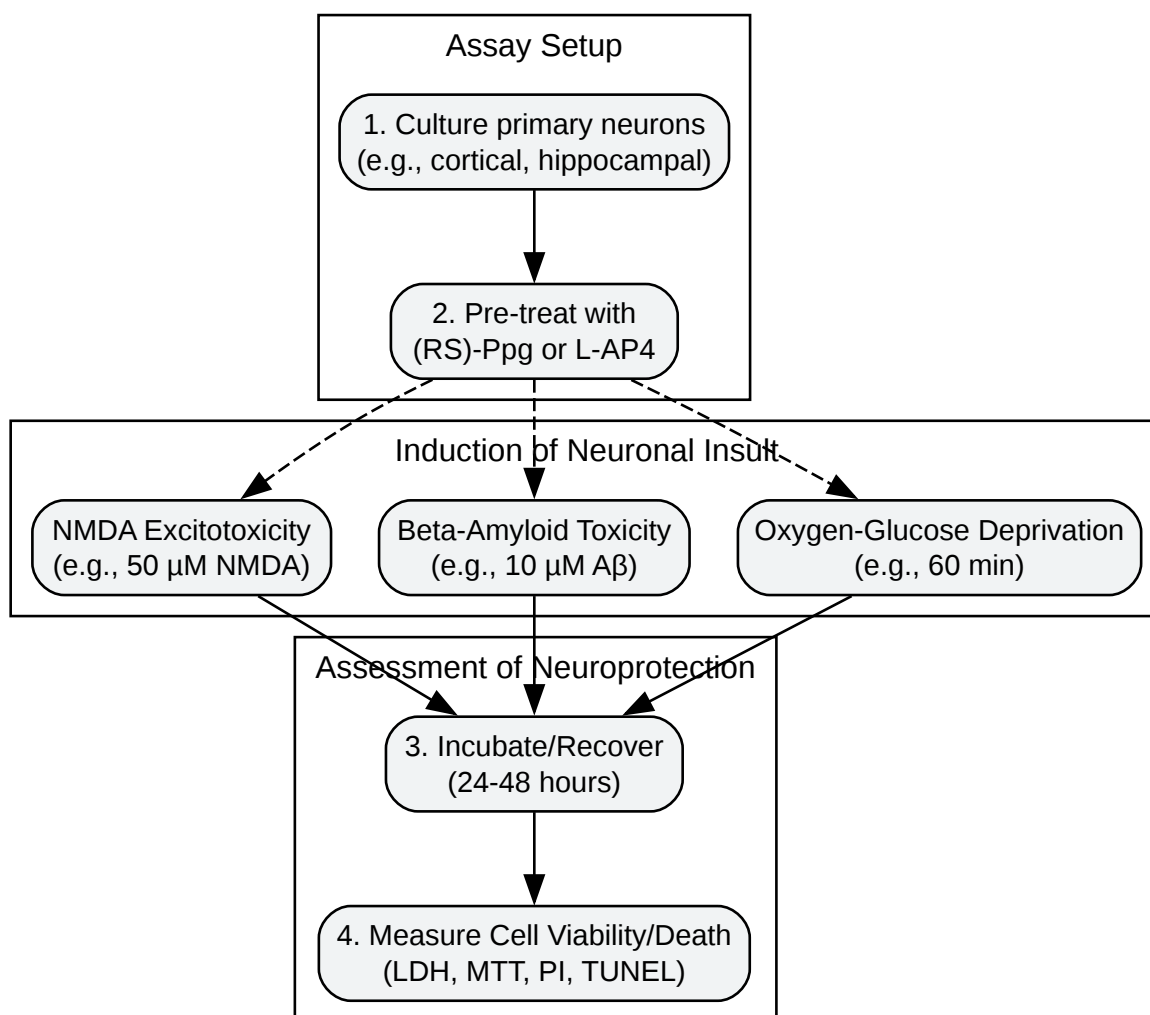 Assay Setup
1. Culture primary neurons
(e.g., cortical, hippocampal)
2. Pre-treat with
(RS)-Ppg or L-AP4
Induction of Neuronal Insult
NMDA Excitotoxicity
(e.g., 50 µM NMDA)
Beta-Amyloid Toxicity
(e.g., 10 µM Aβ)
Oxygen-Glucose Deprivation
(e.g., 60 min)
Assessment of Neuroprotection
3. Incubate/Recover
(24-48 hours)
4. Measure Cell Viability/Death
(LDH, MTT, PI, TUNEL)